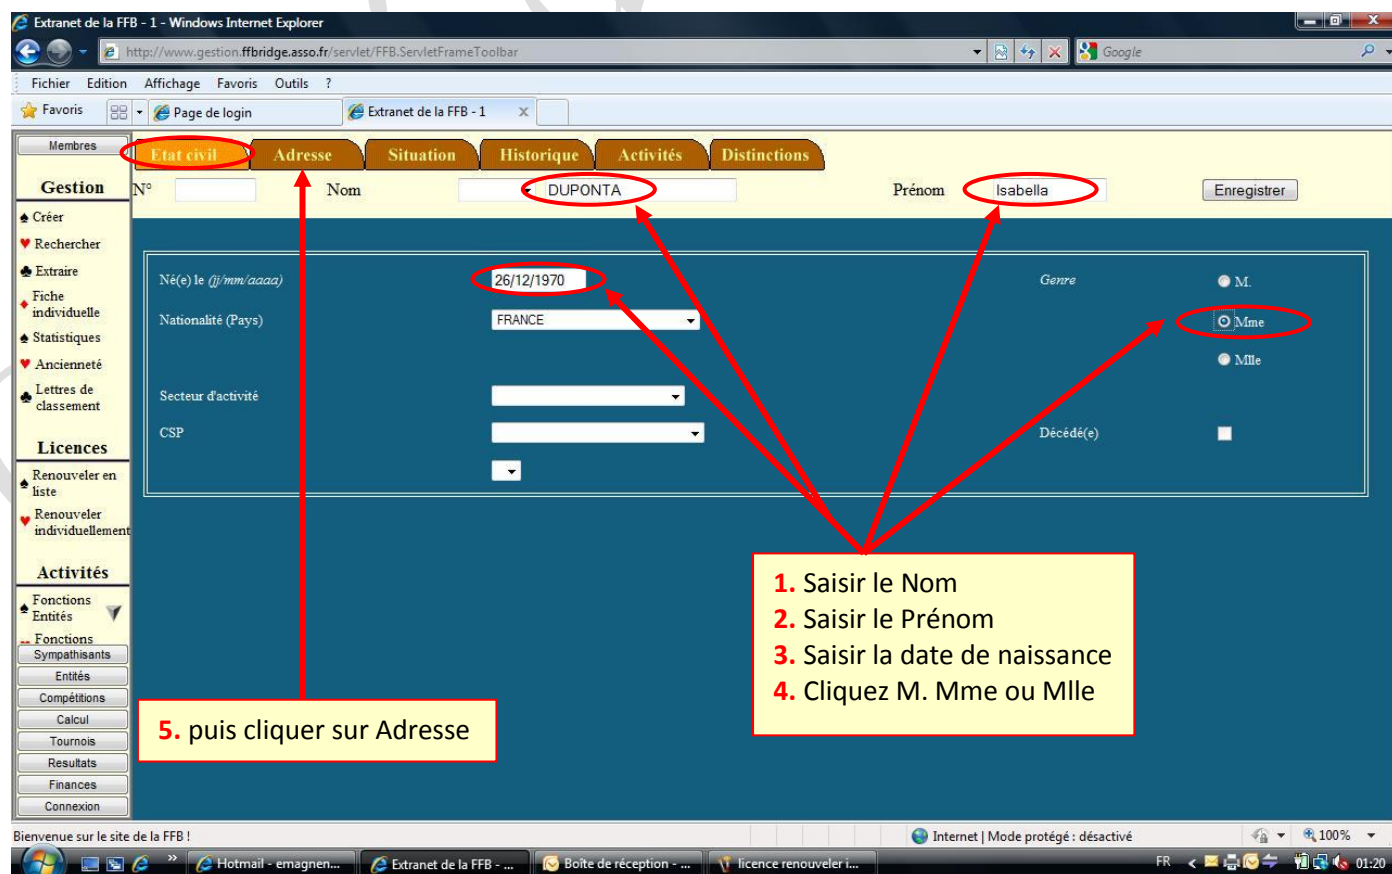 Extranet de la FFB - 1 - Windows Internet Explorer
http://www.gestion.ffbridge.asso.fr/servlet/FFB.ServletFrameToolbar
Google
Fichier Edition Affichage Favoris Outils ?
Favoris Page de login Extranet de la FFB - 1 X
Membres
Etat civil Adresse Situation Historique Activités Distinctions
Gestion
N° Nom DUPONTA Prénom Isabella Enregistrer
Créer
Rechercher
Extraire
Fiche
individuelle
Statistiques
Ancienneté
Lettres de
classement
Licences
Renouveler en
liste
Renouveler
individuellement
Activités
Fonctions
Entités
Fonctions
Sympathisants
Entités
Compétitions
Calcul
Tournois
Resultats
Finances
Connexion
Né(e) le (jj/mm/aaaa) 26/12/1970 Genre M.
Nationalité (Pays) FRANCE Mme
Mlle
Secteur d'activité
CSP Décédé(e)
1. Saisir le Nom
2. Saisir le Prénom
3. Saisir la date de naissance
4. Cliquez M. Mme ou Mlle
5. puis cliquer sur Adresse
Bienvenue sur le site de la FFB ! Internet | Mode protégé : désactivé 100%
Hotmail - emagnen... Extranet de la FFB - ... Boîte de réception - ... licence renouveler i... FR 01:20